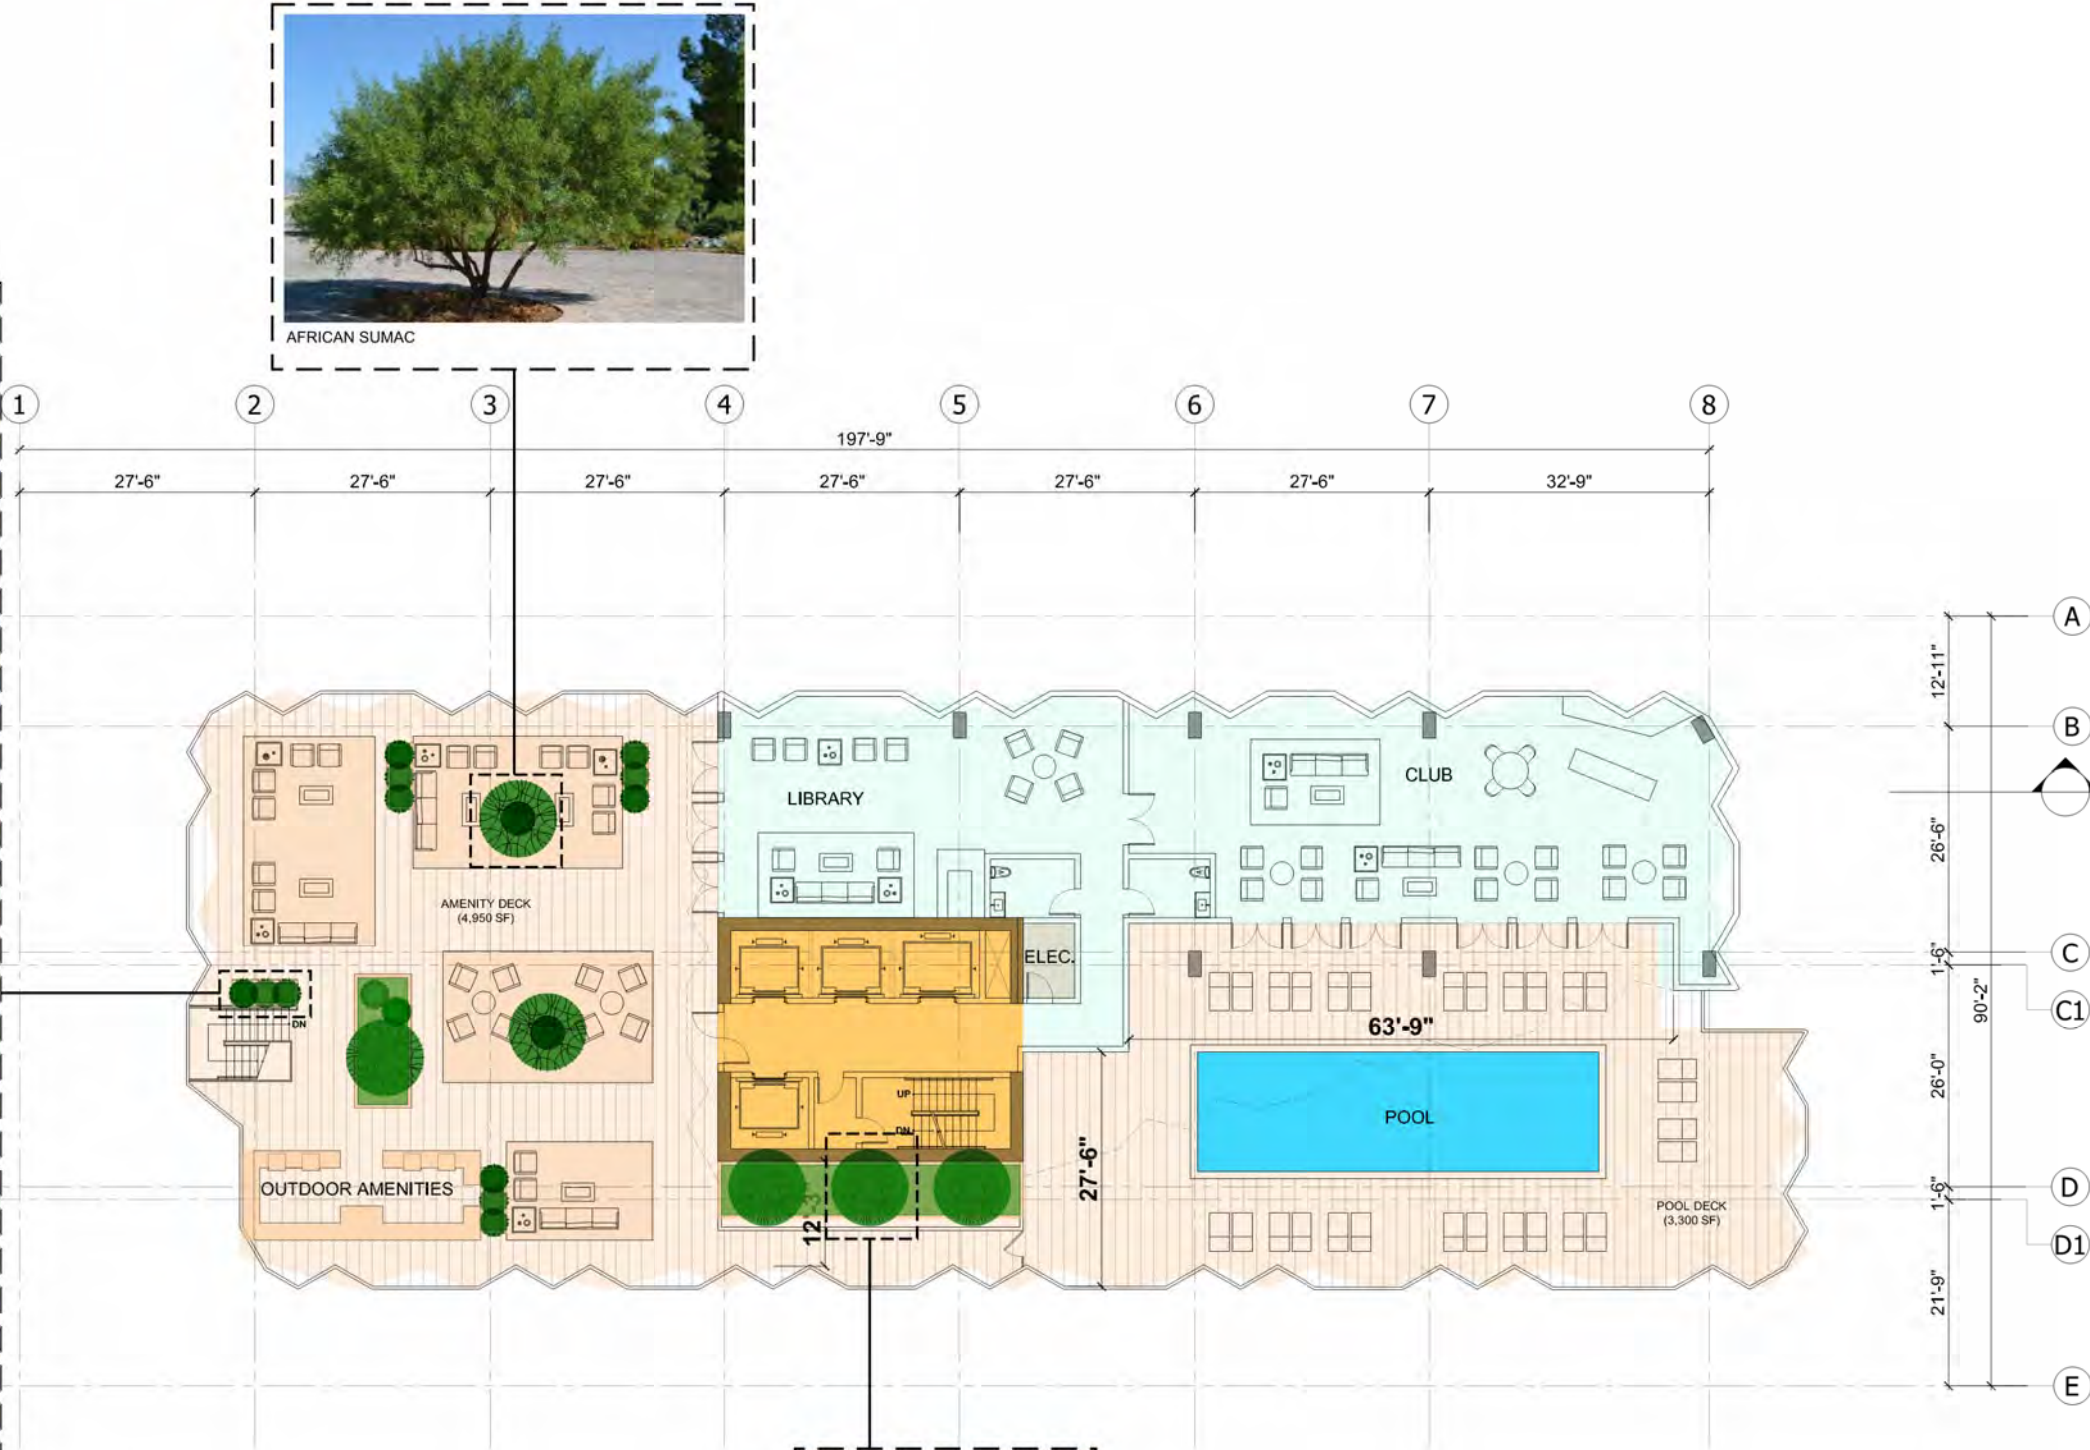 AFRICAN SUMAC
1 2 3 4 5 6 7 8
197'-9"
27'-6" 27'-6" 27'-6" 27'-6" 27'-6" 27'-6" 32'-9"
A
12'-11"
B
CLUB
LIBRARY
26'-6"
AMENITY DECK
(4,950 SF)
C
ELEC.
1'-6"
90'-2"
C1
DN
63'-9"
26'-0"
UP
POOL
DN
27'-6"
OUTDOOR AMENITIES
1'-6"
D
POOL DECK
(3,300 SF)
D1
21'-9"
E